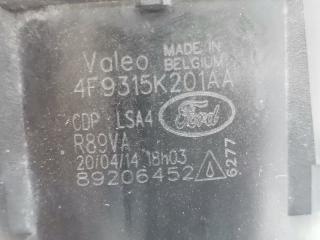 Valeo MADE IN BELGIUM
4F9315K201AA
CDP LSA4 Ford
R89VA
20/04/14 18h03
89206452 6277